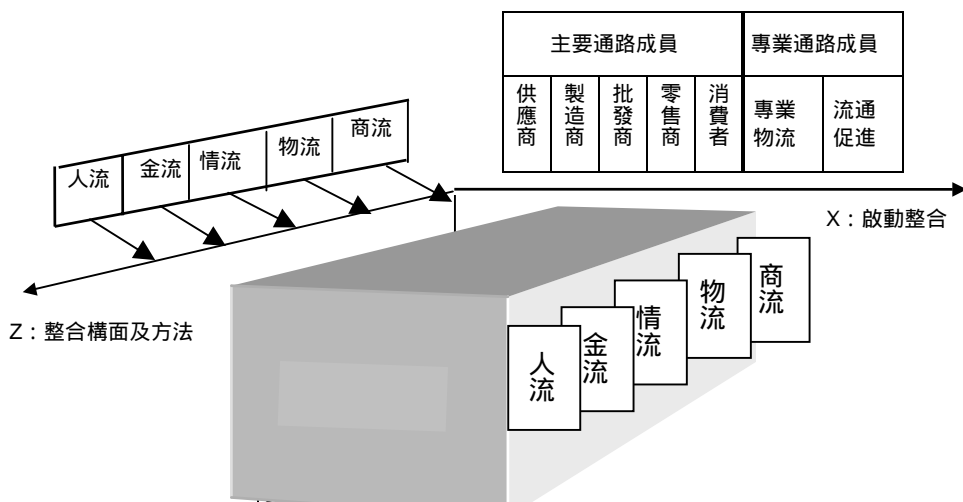 主要通路成員
專業通路成員
供應商
製造商
批發商
零售商
消費者
專業
物流
流通
促進
人流
金流
情流
物流
商流
X：啟動整合
Z：整合構面及方法
人流
金流
情流
物流
商流